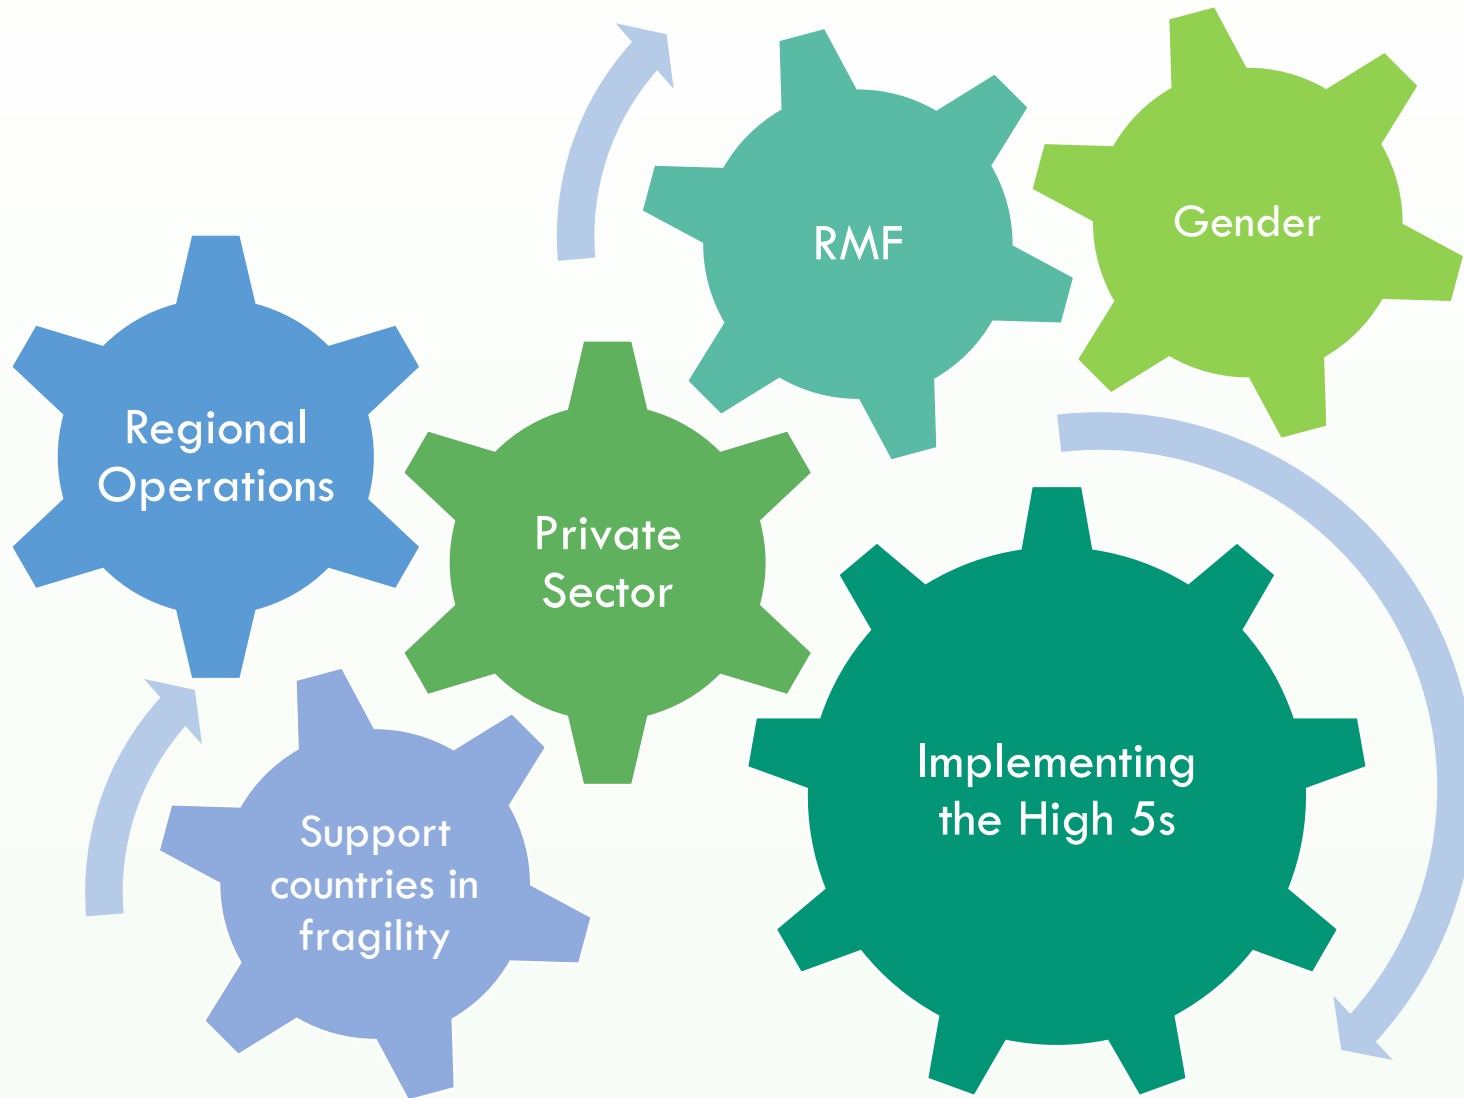 RMF
Gender
Regional
Operations
Private
Sector
Implementing
the High 5s
Support
countries in
fragility